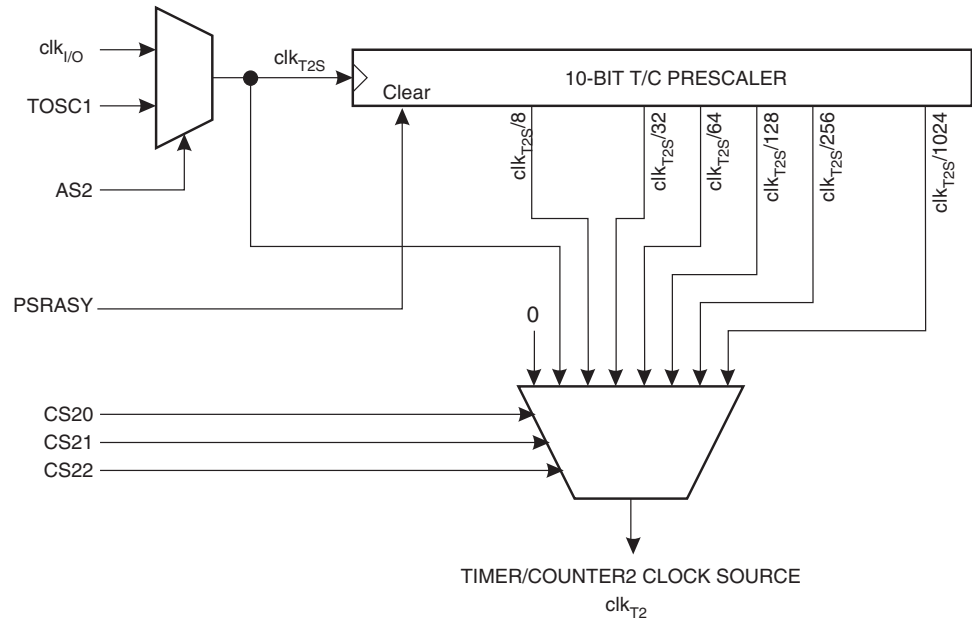 clkI/O
clkT2S
10-BIT T/C PRESCALER
TOSC1
Clear
clkT2S/8
clkT2S/32
clkT2S/64
clkT2S/128
clkT2S/256
clkT2S/1024
AS2
PSRASY
0
CS20
CS21
CS22
TIMER/COUNTER2 CLOCK SOURCE
clkT2